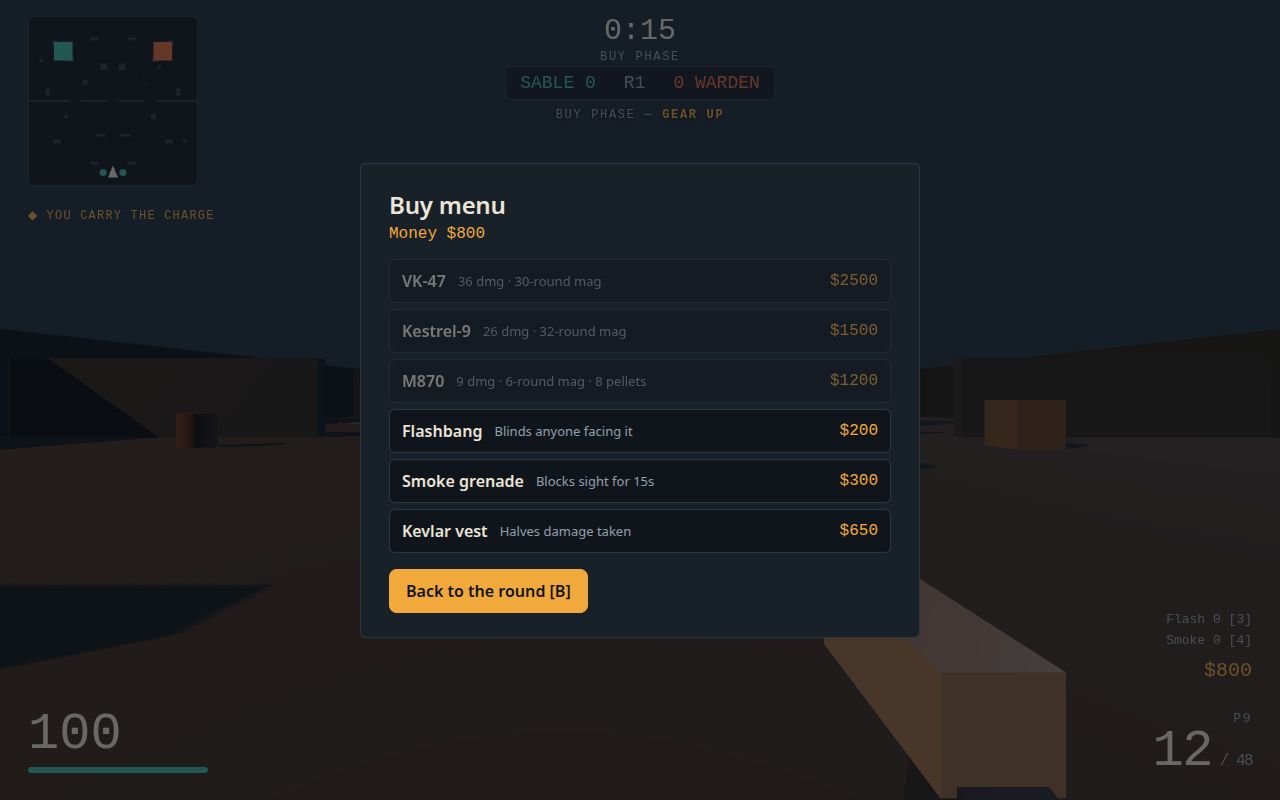 0:15
BUY PHASE
SABLE 0 R1 0 WARDEN
BUY PHASE — GEAR UP
◆ YOU CARRY THE CHARGE
Buy menu
Money $800
VK-47 36 dmg · 30-round mag $2500
Kestrel-9 26 dmg · 32-round mag $1500
M870 9 dmg · 6-round mag · 8 pellets $1200
Flashbang Blinds anyone facing it $200
Smoke grenade Blocks sight for 15s $300
Kevlar vest Halves damage taken $650
Back to the round [B]
Flash 0 [3]
Smoke 0 [4]
$800
P9
12 / 48
100